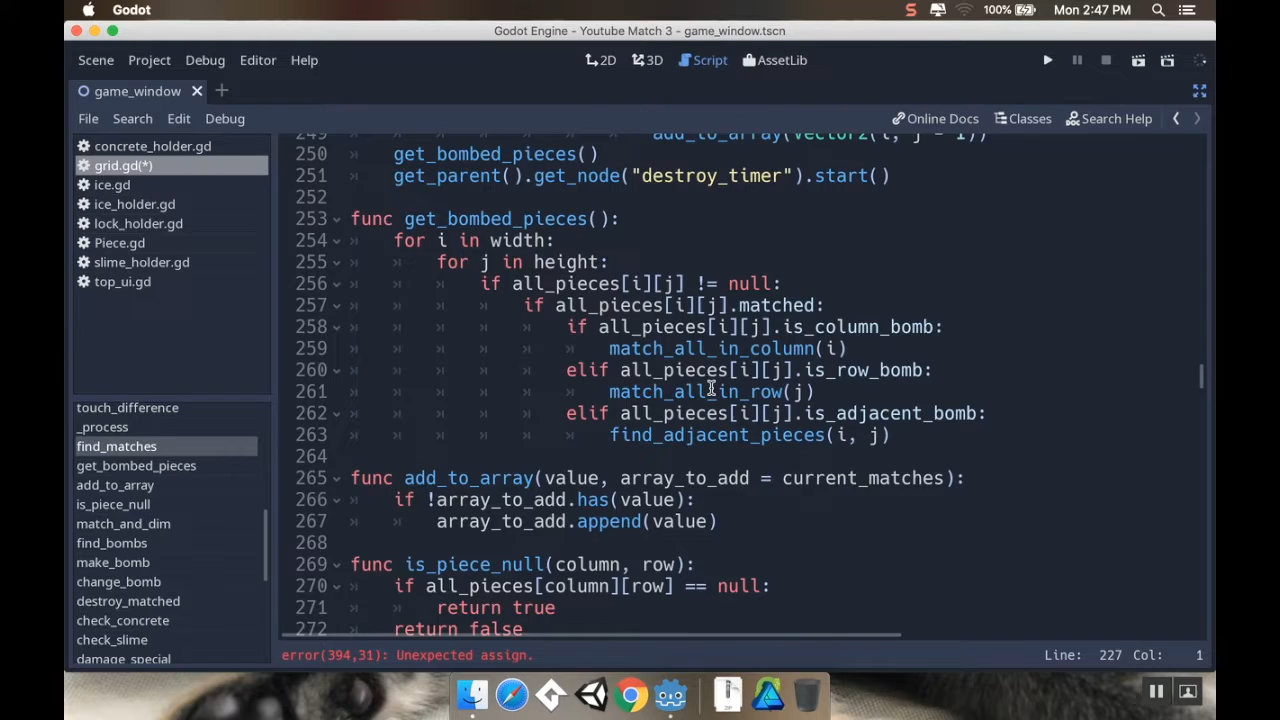 Godot
100%
Mon 2:47 PM
Godot Engine - Youtube Match 3 - game_window.tscn
Scene Project Debug Editor Help
2D 3D Script AssetLib
game_window
File Search Edit Debug
Online Docs Classes Search Help
concrete_holder.gd
grid.gd(*)
ice.gd
ice_holder.gd
lock_holder.gd
Piece.gd
slime_holder.gd
top_ui.gd
touch_difference
_process
find_matches
get_bombed_pieces
add_to_array
is_piece_null
match_and_dim
find_bombs
make_bomb
change_bomb
destroy_matched
check_concrete
check_slime
damage_special
249 add_to_array(Vector2(i, j - 1))
250 get_bombed_pieces()
251 get_parent().get_node("destroy_timer").start()
252
253 func get_bombed_pieces():
254 for i in width:
255 for j in height:
256 if all_pieces[i][j] != null:
257 if all_pieces[i][j].matched:
258 if all_pieces[i][j].is_column_bomb:
259 match_all_in_column(i)
260 elif all_pieces[i][j].is_row_bomb:
261 match_all_in_row(j)
262 elif all_pieces[i][j].is_adjacent_bomb:
263 find_adjacent_pieces(i, j)
264
265 func add_to_array(value, array_to_add = current_matches):
266 if !array_to_add.has(value):
267 array_to_add.append(value)
268
269 func is_piece_null(column, row):
270 if all_pieces[column][row] == null:
271 return true
272 return false
error(394,31): Unexpected assign.
Line: 227 Col: 1